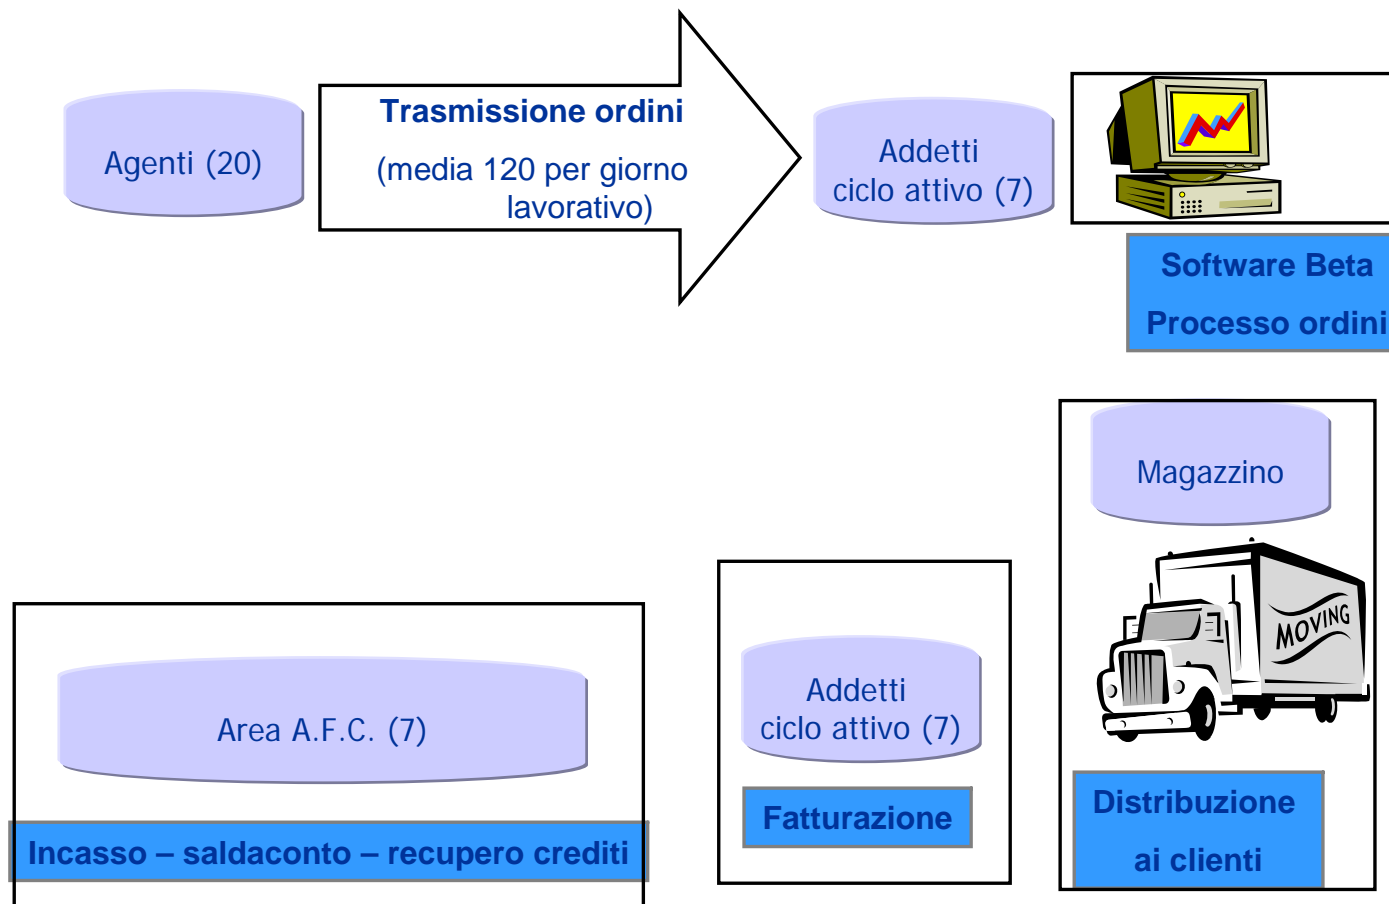 Agenti (20)
Trasmissione ordini
(media 120 per giorno
lavorativo)
Addetti
ciclo attivo (7)
Software Beta
Processo ordini
Magazzino
MOVING
Distribuzione
ai clienti
Addetti
ciclo attivo (7)
Fatturazione
Area A.F.C. (7)
Incasso – saldaconto – recupero crediti